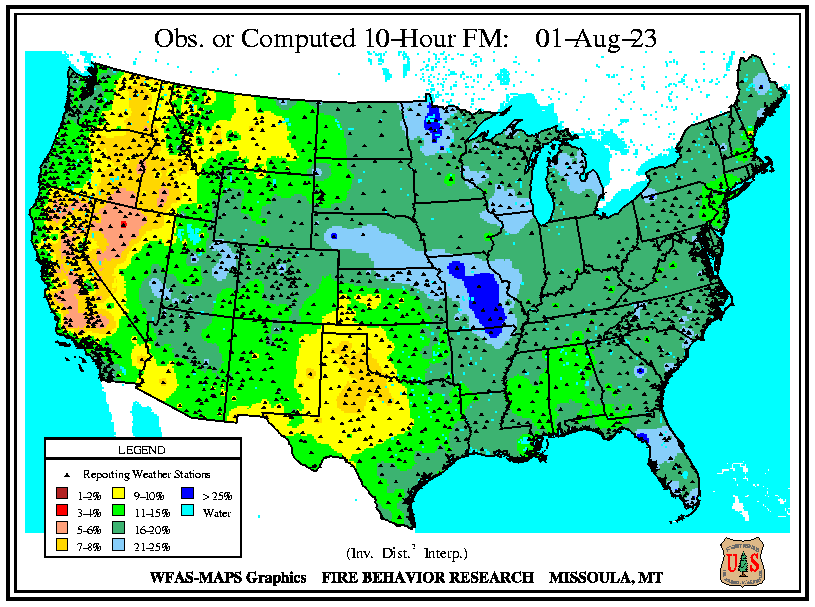 Obs. or Computed 10-Hour FM: 01-Aug-23
LEGEND
Reporting Weather Stations
1-2% 9-10% > 25%
3-4% 11-15% Water
5-6% 16-20%
7-8% 21-25%
(Inv. Dist.² Interp.)
WFAS-MAPS Graphics FIRE BEHAVIOR RESEARCH MISSOULA, MT
U S